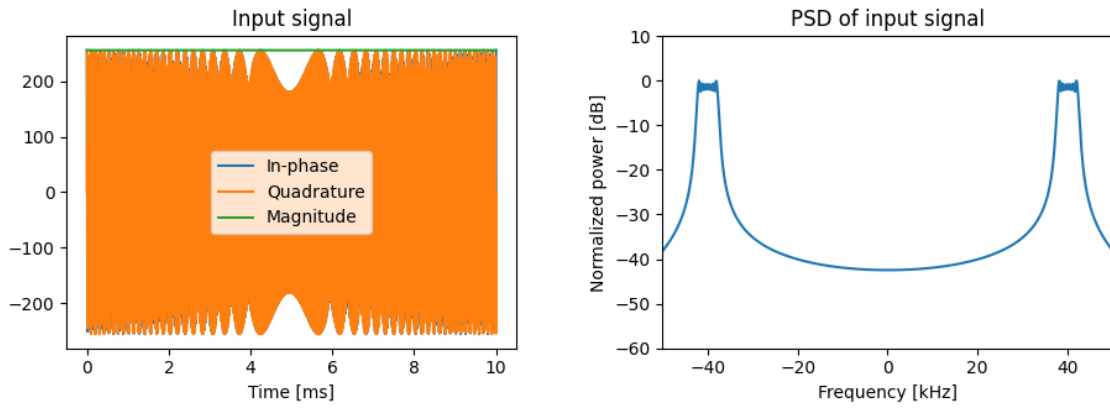 Input signal
200
100
0
−100
−200
In-phase
Quadrature
Magnitude
0 2 4 6 8 10
Time [ms]
PSD of input signal
Normalized power [dB]
10
0
−10
−20
−30
−40
−50
−60
−40 −20 0 20 40
Frequency [kHz]